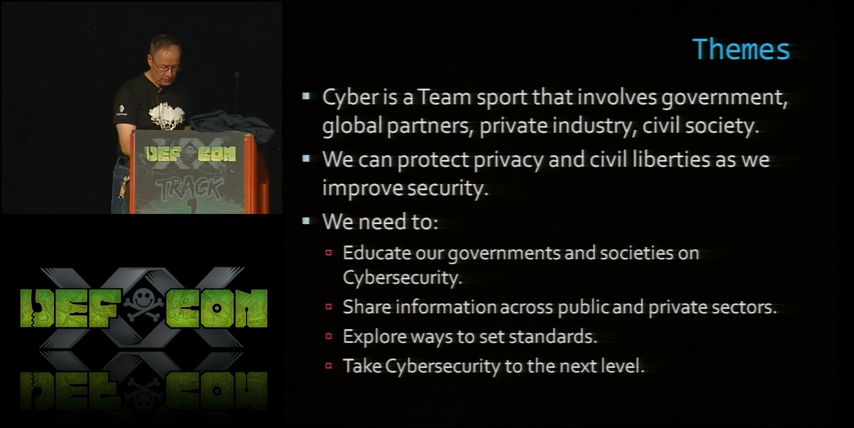 Themes
Cyber is a Team sport that involves government,
global partners, private industry, civil society.
We can protect privacy and civil liberties as we
improve security.
We need to:
Educate our governments and societies on
Cybersecurity.
Share information across public and private sectors.
Explore ways to set standards.
Take Cybersecurity to the next level.
DEF CON
TRACK
1
XX
DEF CON